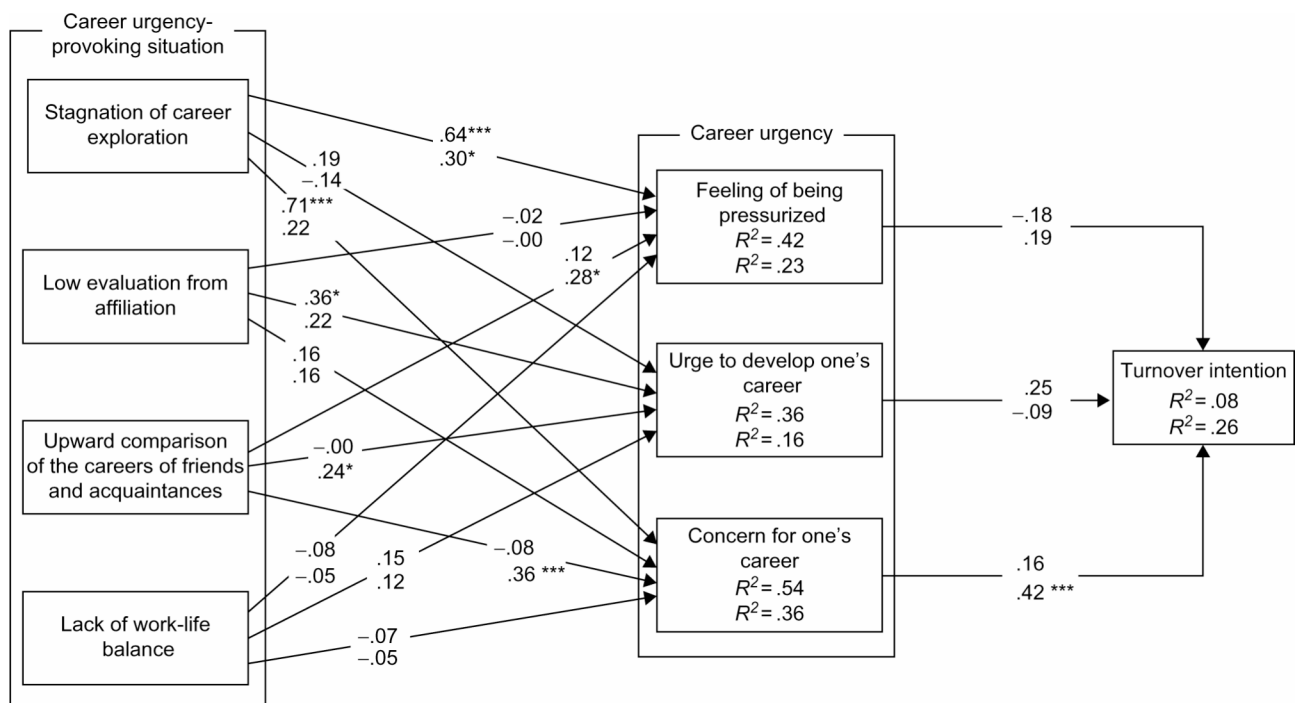 Career urgency-
provoking situation
Stagnation of career
exploration
Low evaluation from
affiliation
Upward comparison
of the careers of friends
and acquaintances
Lack of work-life
balance
.64***
.30*
.19
–.14
.71***
.22
–.02
–.00
.12
.28*
.36*
.22
.16
.16
–.00
.24*
–.08
.36 ***
–.08
–.05
.15
.12
–.07
–.05
Career urgency
Feeling of being
pressurized
R² = .42
R² = .23
Urge to develop one's
career
R² = .36
R² = .16
Concern for one's
career
R² = .54
R² = .36
–.18
.19
.25
–.09
.16
.42 ***
Turnover intention
R² = .08
R² = .26